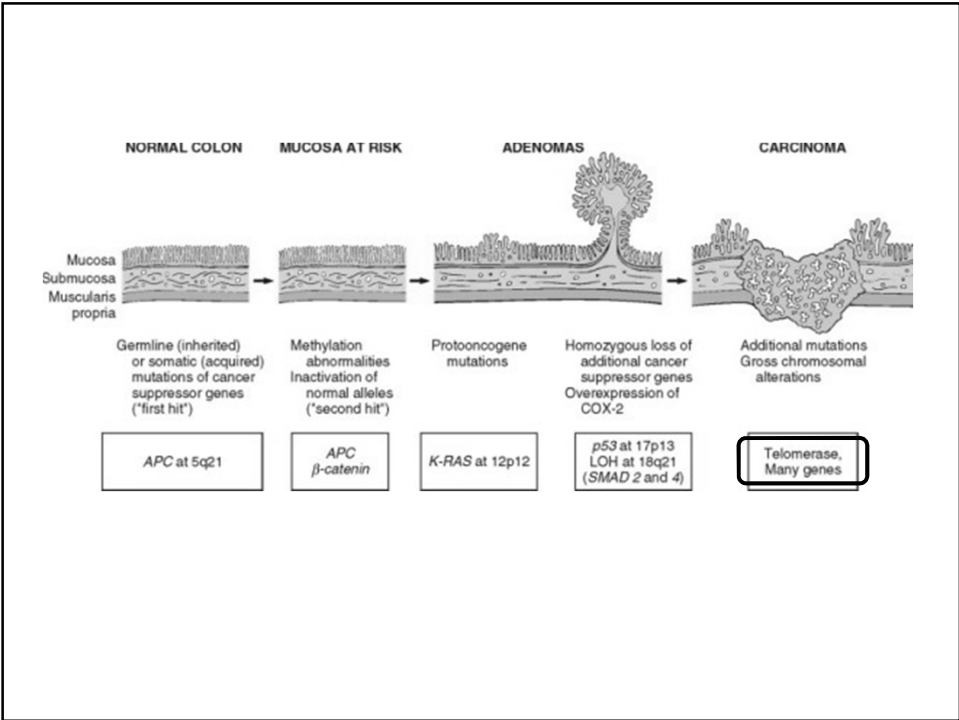 NORMAL COLON
MUCOSA AT RISK
ADENOMAS
CARCINOMA
Mucosa
Submucosa
Muscularis
propria
Germline (inherited)
or somatic (acquired)
mutations of cancer
suppressor genes
("first hit")
Methylation
abnormalities
Inactivation of
normal alleles
("second hit")
Protooncogene
mutations
Homozygous loss of
additional cancer
suppressor genes
Overexpression of
COX-2
Additional mutations
Gross chromosomal
alterations
APC at 5q21
APC
β-catenin
K-RAS at 12p12
p53 at 17p13
LOH at 18q21
(SMAD 2 and 4)
Telomerase,
Many genes